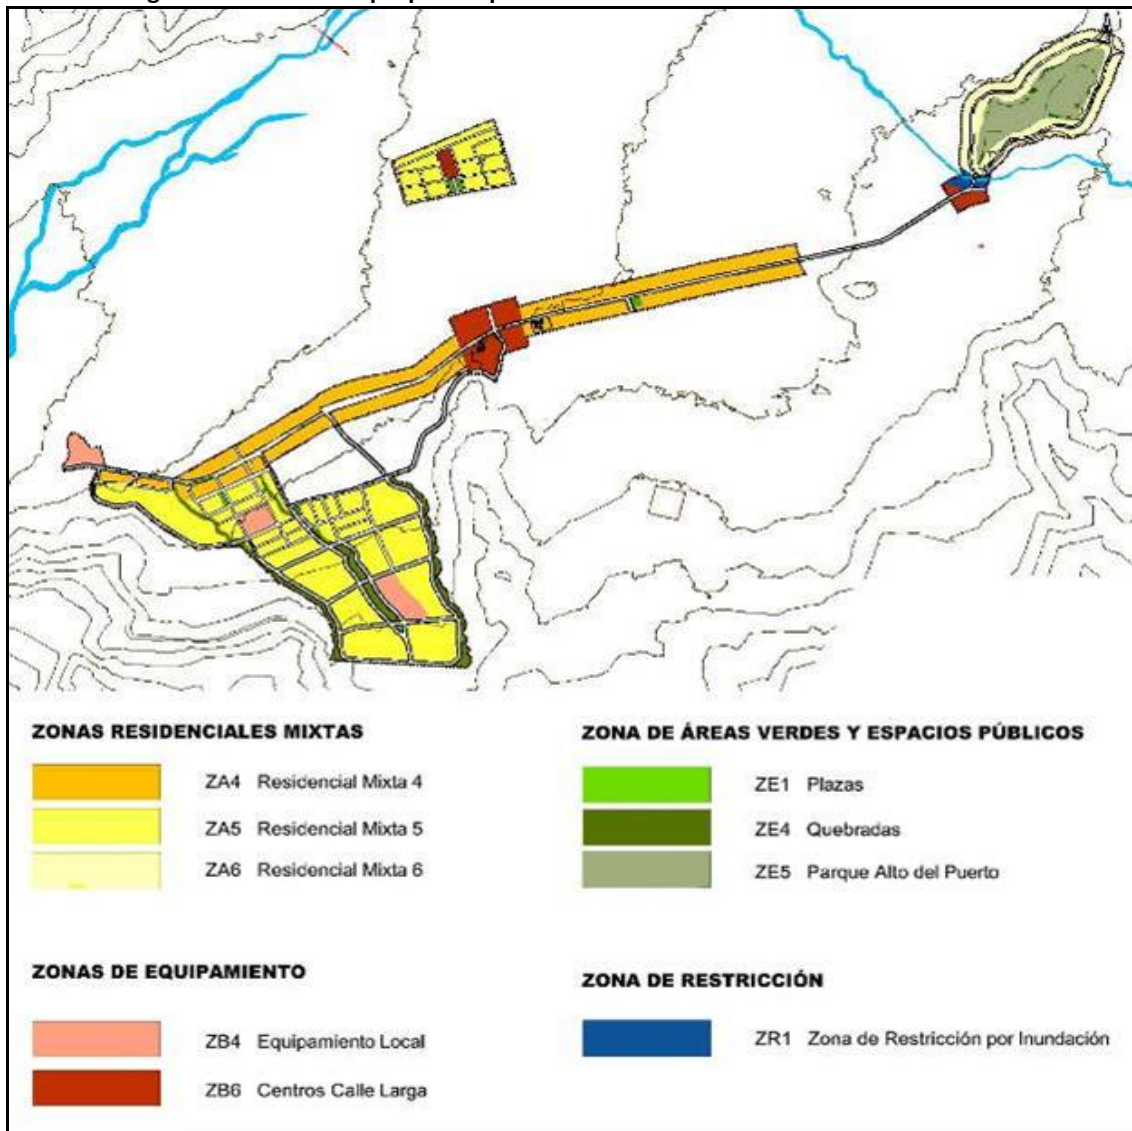 ZONAS RESIDENCIALES MIXTAS
ZA4 Residencial Mixta 4
ZA5 Residencial Mixta 5
ZA6 Residencial Mixta 6
ZONA DE ÁREAS VERDES Y ESPACIOS PÚBLICOS
ZE1 Plazas
ZE4 Quebradas
ZE5 Parque Alto del Puerto
ZONAS DE EQUIPAMIENTO
ZB4 Equipamiento Local
ZB6 Centros Calle Larga
ZONA DE RESTRICCIÓN
ZR1 Zona de Restricción por Inundación